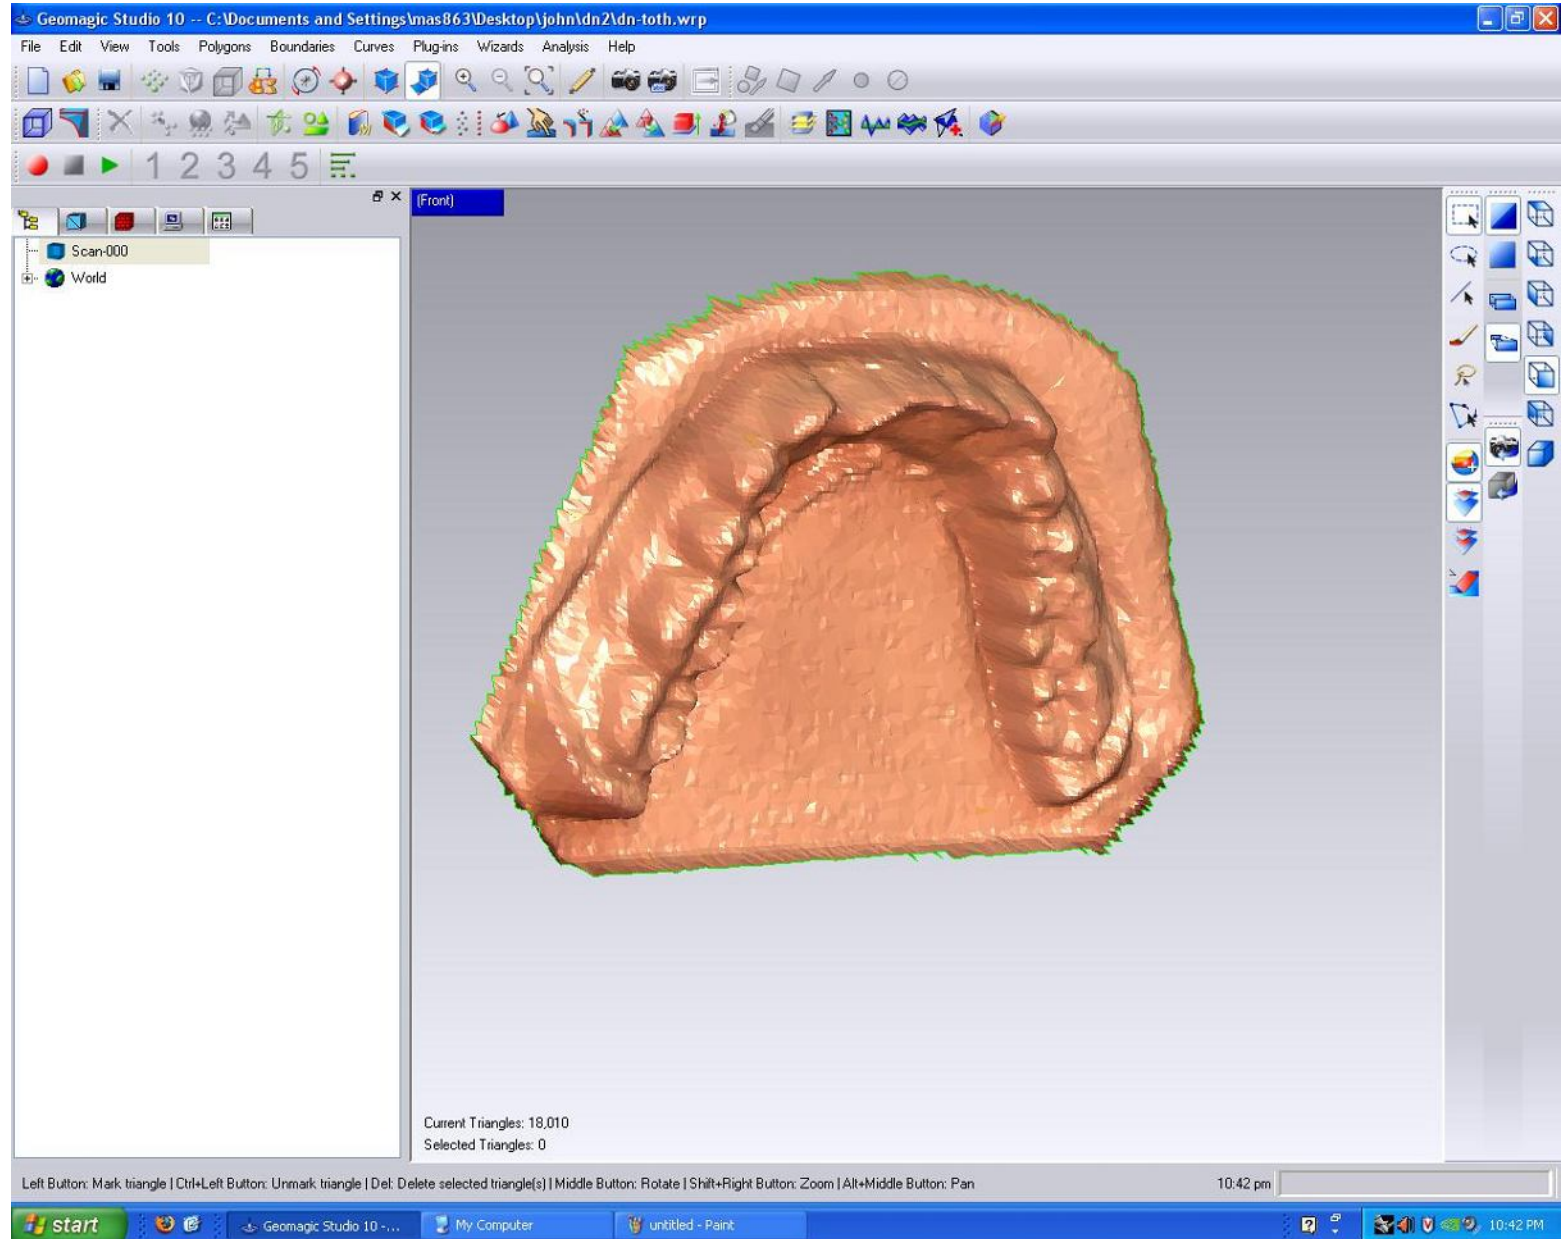 Geomagic Studio 10 -- C:\Documents and Settings\mas863\Desktop\john\dn2\dn-toth.wrp
File Edit View Tools Polygons Boundaries Curves Plug-ins Wizards Analysis Help
1 2 3 4 5
(Front)
Scan-000
World
Current Triangles: 18,010
Selected Triangles: 0
Left Button: Mark triangle | Ctrl+Left Button: Unmark triangle | Del: Delete selected triangle(s) | Middle Button: Rotate | Shift+Right Button: Zoom | Alt+Middle Button: Pan 10:42 pm
start Geomagic Studio 10 -... My Computer untitled - Paint 10:42 PM